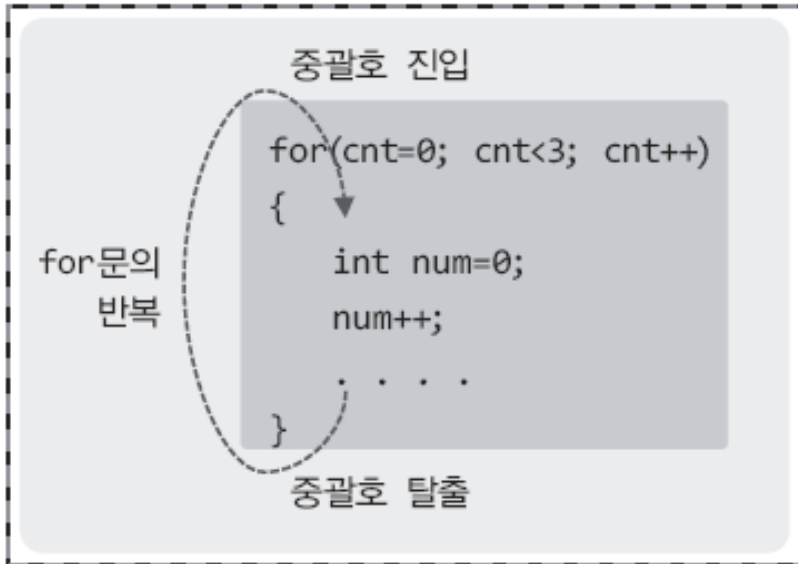 중괄호 진입
for(cnt=0; cnt<3; cnt++)
{
for문의
반복
int num=0;
num++;
. . . .
}
중괄호 탈출